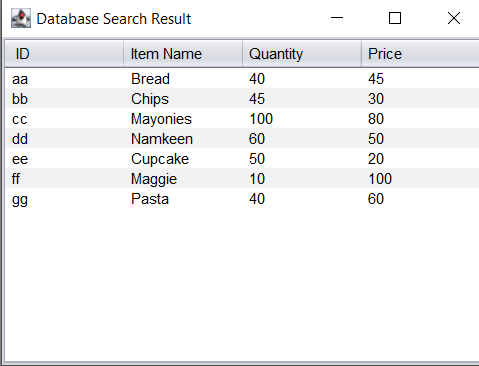 Database Search Result
ID Item Name Quantity Price
aa Bread 40 45
bb Chips 45 30
cc Mayonies 100 80
dd Namkeen 60 50
ee Cupcake 50 20
ff Maggie 10 100
gg Pasta 40 60